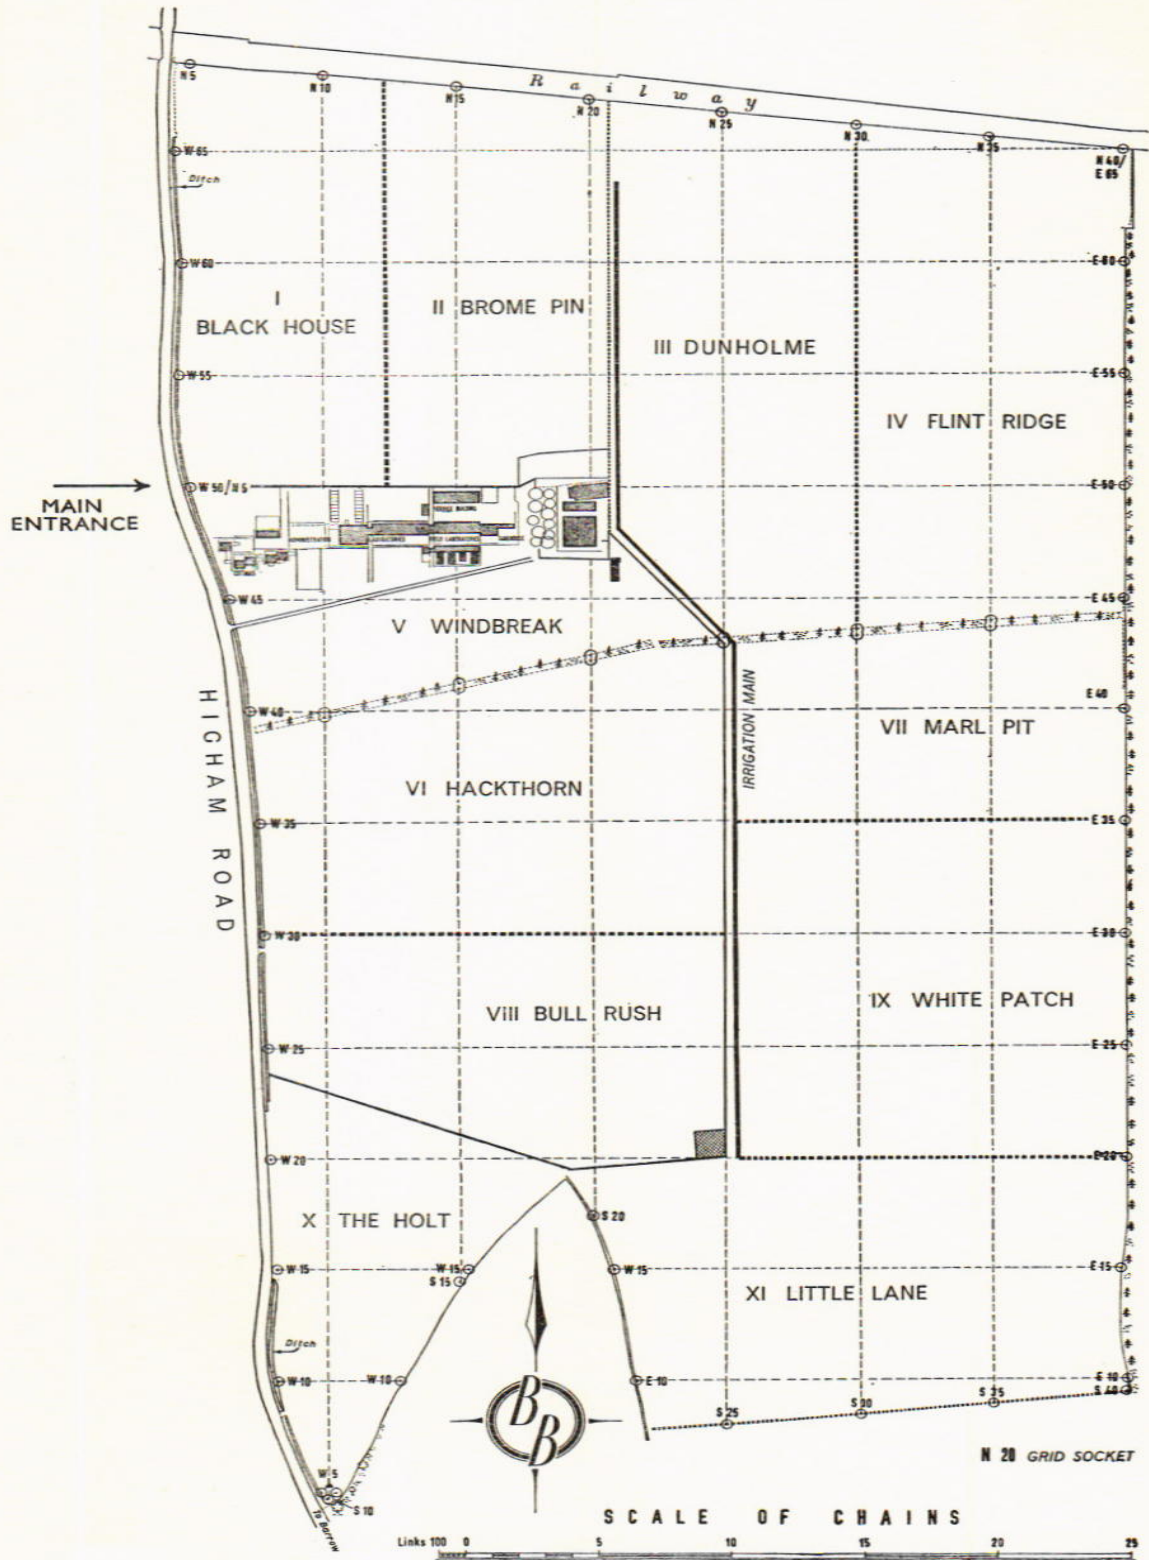 Railway
N 5
N 10
N 15
N 20
N 25
N 30
N 35
N 40/
E 65
W 65
Ditch
W 60
E 60
I
BLACK HOUSE
II BROME PIN
III DUNHOLME
W 55
E 55
IV FLINT RIDGE
MAIN
ENTRANCE
W 50/N 5
E 50
ADMINISTRATION
W 45
E 45
V WINDBREAK
HIGHAM ROAD
W 40
E 40
IRRIGATION MAIN
VII MARL PIT
VI HACKTHORN
W 35
E 35
W 30
E 30
VIII BULL RUSH
IX WHITE PATCH
W 25
E 25
W 20
E 20
X THE HOLT
S 20
W 15
W 15
S 15
W 15
E 15
XI LITTLE LANE
Ditch
W 10
W 10
E 10
E 10
S 40
S 35
S 30
S 25
BB
N 20 GRID SOCKET
W 5
S 10
To Barrow
SCALE OF CHAINS
Links 100 0 5 10 15 20 25